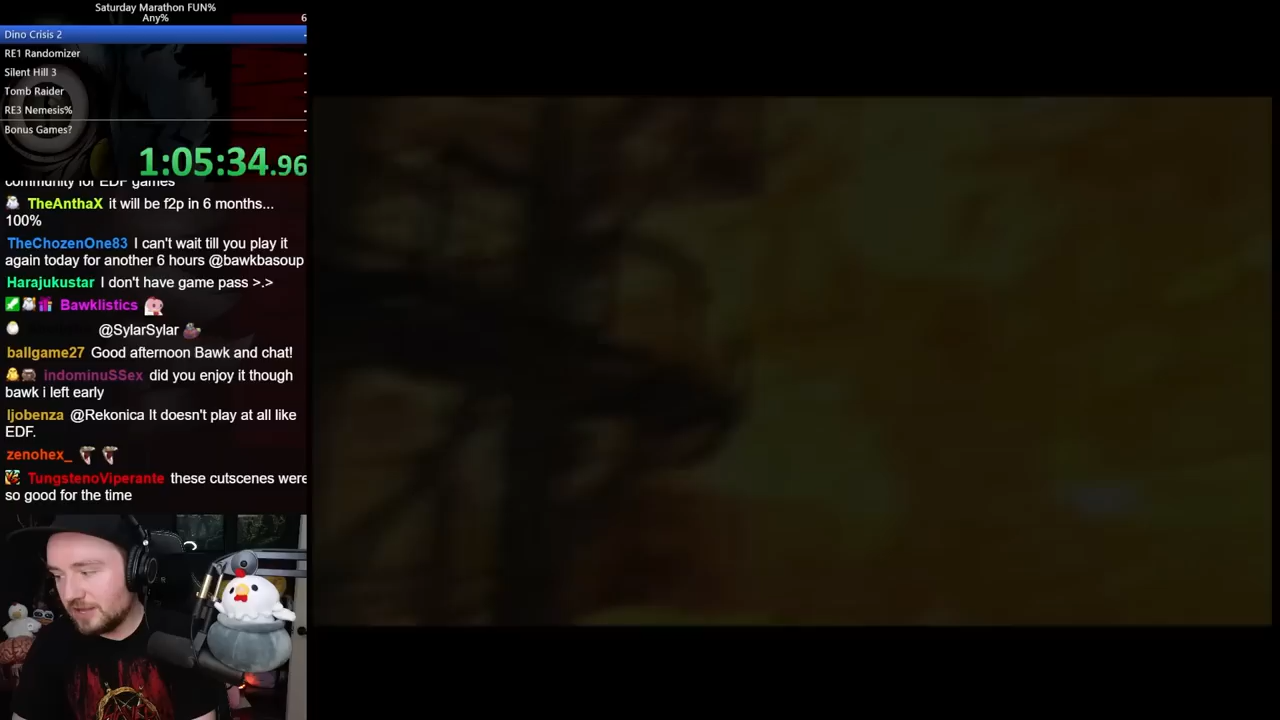 Saturday Marathon FUN%
Any%
6
Dino Crisis 2 -
RE1 Randomizer -
Silent Hill 3 -
Tomb Raider -
RE3 Nemesis% -
Bonus Games? -
1:05:34.96
community for EDF games
TheAnthaX it will be f2p in 6 months...
100%
TheChozenOne83 I can't wait till you play it
again today for another 6 hours @bawkbasoup
Harajukustar I don't have game pass >.>
Bawklistics
@SylarSylar
ballgame27 Good afternoon Bawk and chat!
indominuSSex did you enjoy it though
bawk i left early
ljobenza @Rekonica It doesn't play at all like
EDF.
zenohex_
TungstenoViperante these cutscenes were
so good for the time